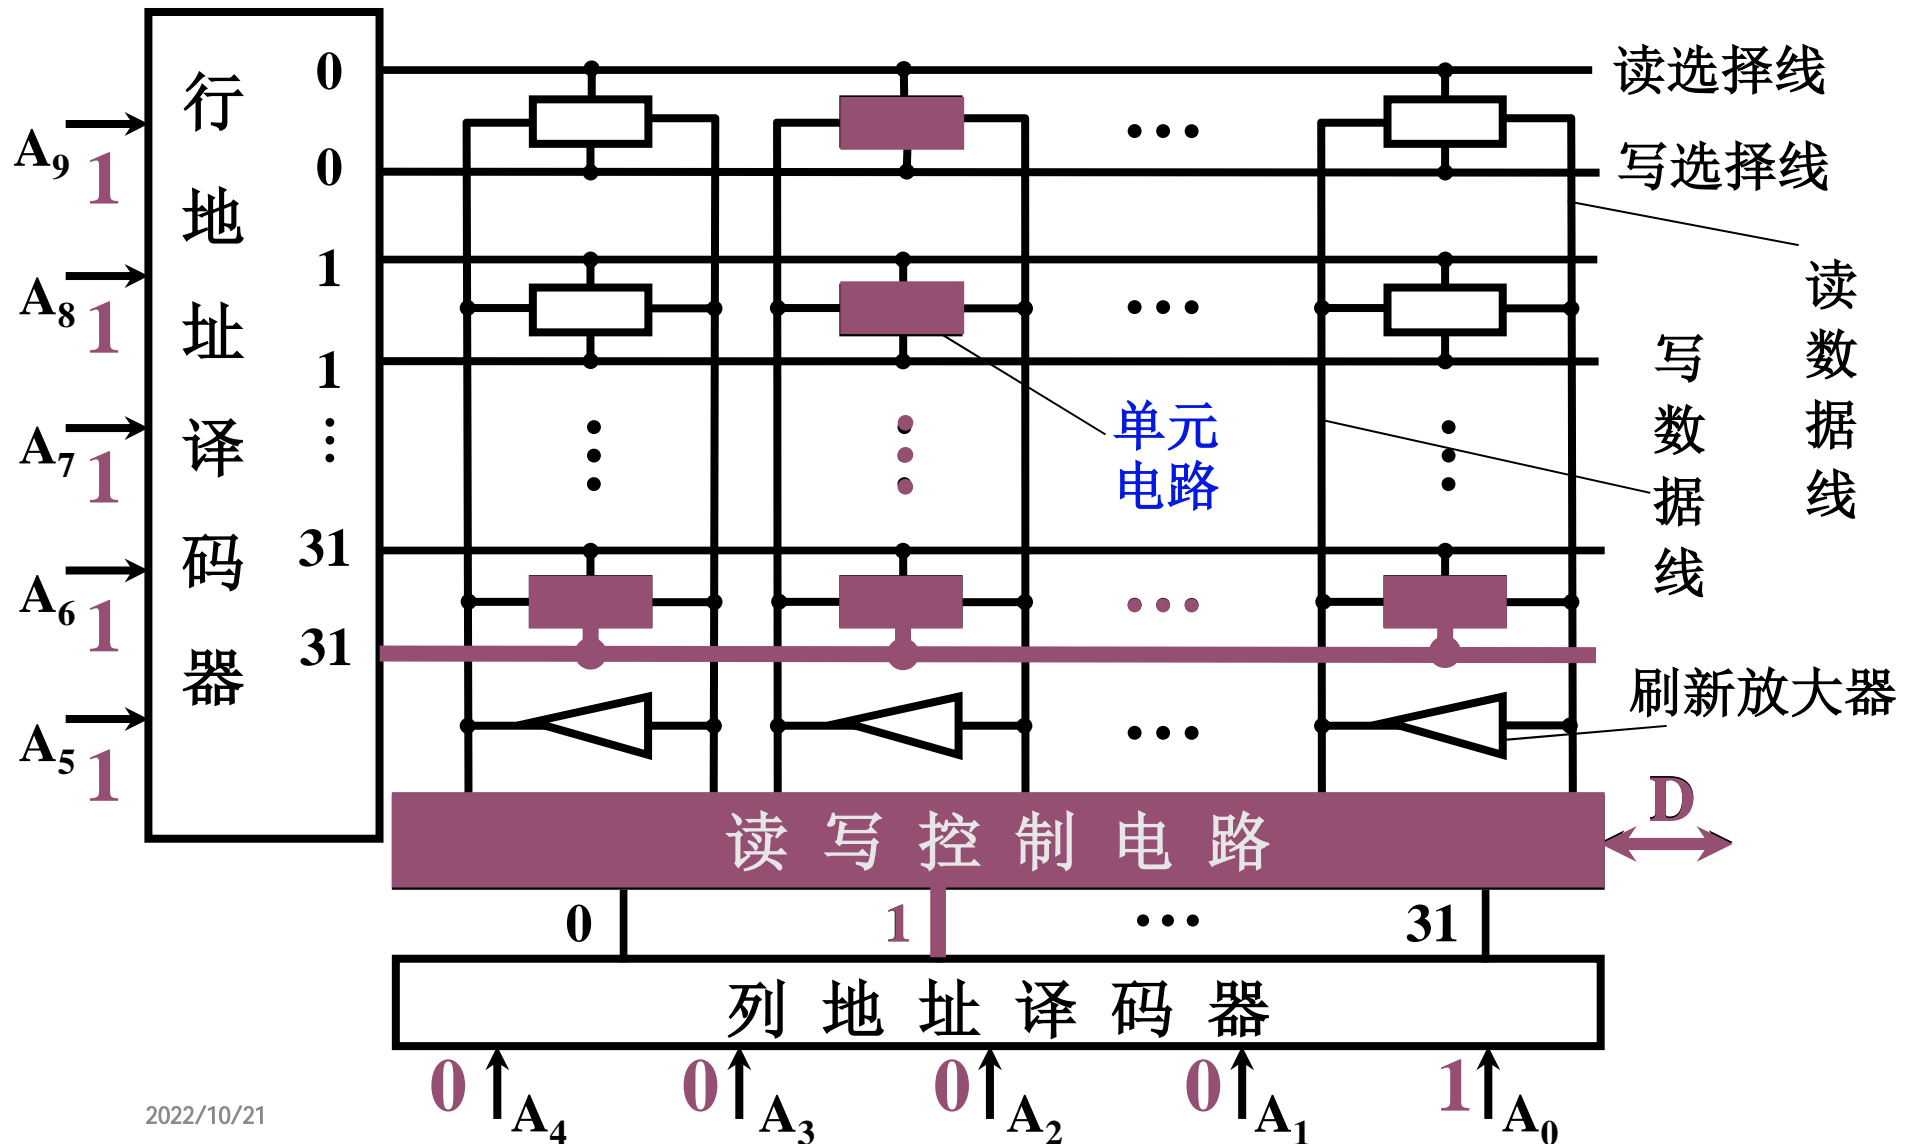 行地址译码器
0
0
1
1
⋮
31
31
A9 1
A8 1
A7 1
A6 1
A5 1
读选择线
写选择线
…
…
单元
电路
读数据线
写数据线
…
刷新放大器
…
D
读写控制电路
0 1 … 31
列地址译码器
0 A4 0 A3 0 A2 0 A1 1 A0
2022/10/21